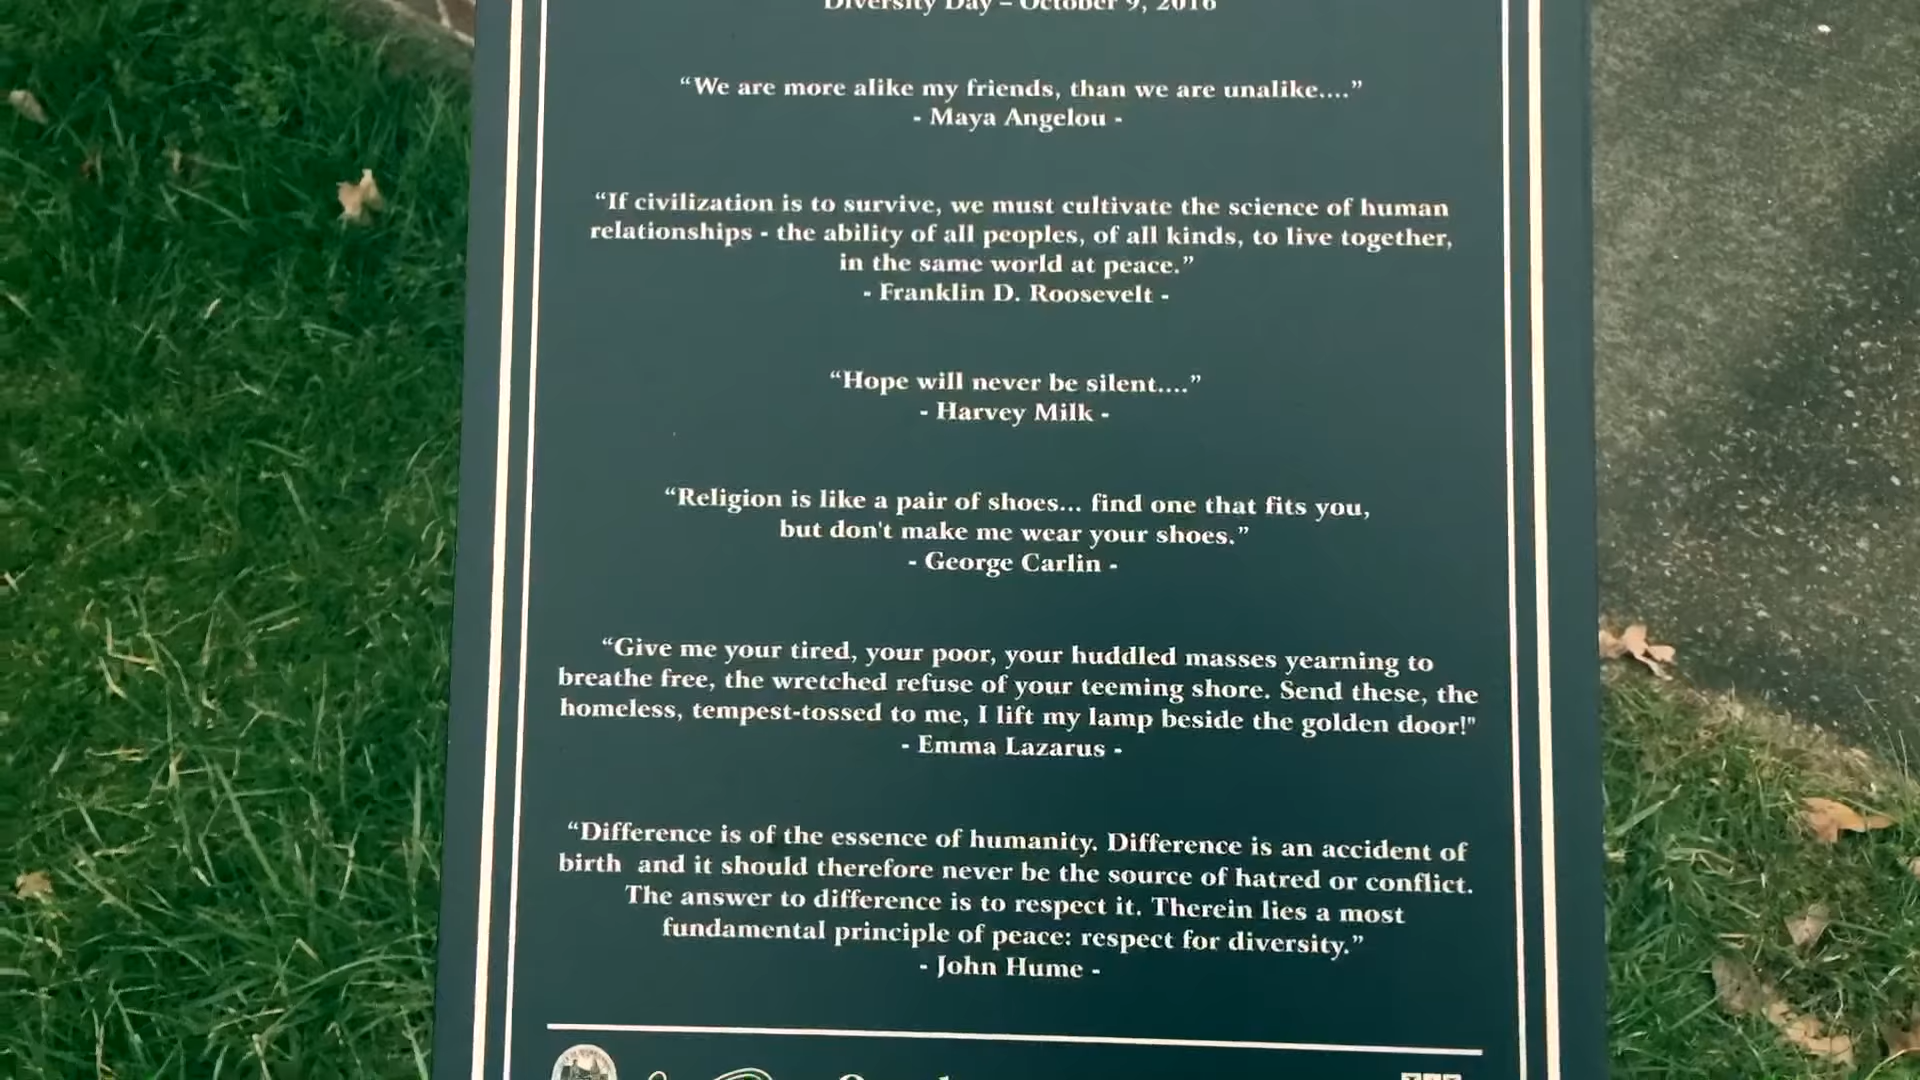 Diversity Day – October 9, 2016
“We are more alike my friends, than we are unalike....”
- Maya Angelou -
“If civilization is to survive, we must cultivate the science of human
relationships - the ability of all peoples, of all kinds, to live together,
in the same world at peace.”
- Franklin D. Roosevelt -
“Hope will never be silent....”
- Harvey Milk -
“Religion is like a pair of shoes... find one that fits you,
but don't make me wear your shoes.”
- George Carlin -
“Give me your tired, your poor, your huddled masses yearning to
breathe free, the wretched refuse of your teeming shore. Send these, the
homeless, tempest-tossed to me, I lift my lamp beside the golden door!"
- Emma Lazarus -
“Difference is of the essence of humanity. Difference is an accident of
birth  and it should therefore never be the source of hatred or conflict.
The answer to difference is to respect it. Therein lies a most
fundamental principle of peace: respect for diversity.”
- John Hume -